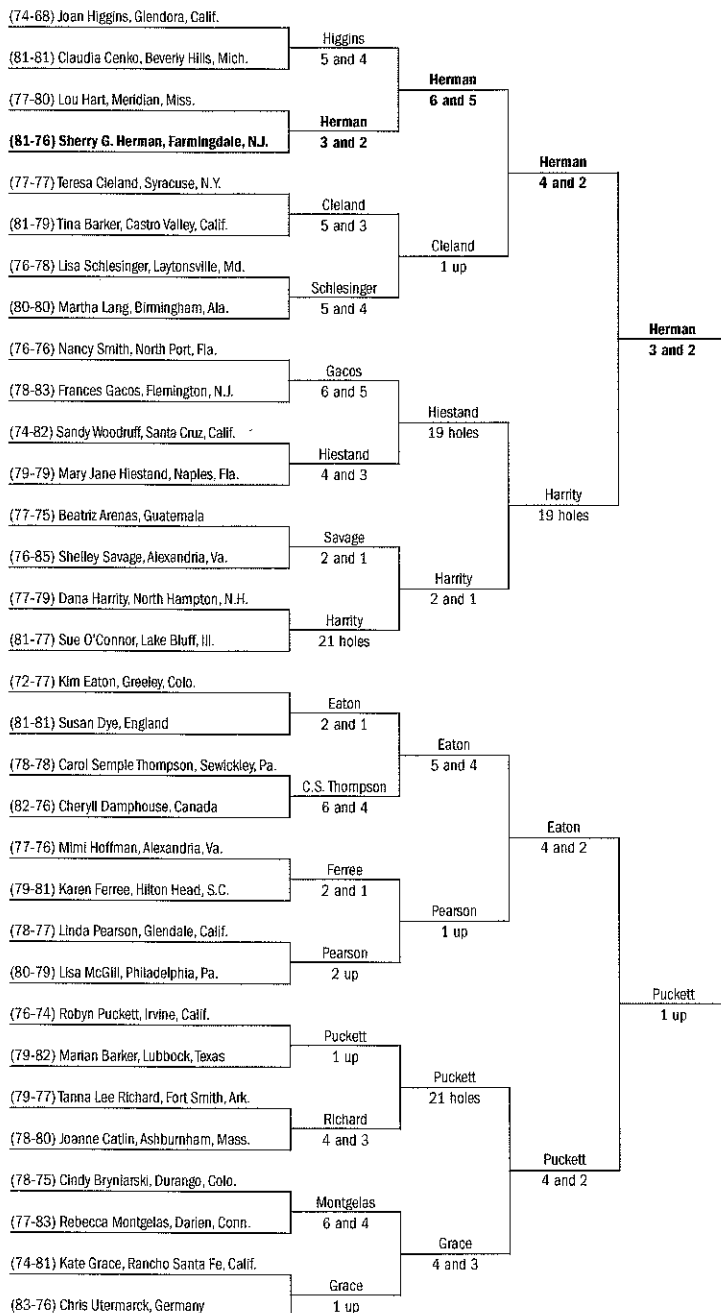 (74-68) Joan Higgins, Glendora, Calif.
(81-81) Claudia Cenko, Beverly Hills, Mich.
(77-80) Lou Hart, Meridian, Miss.
(81-76) Sherry G. Herman, Farmingdale, N.J.
(77-77) Teresa Cleland, Syracuse, N.Y.
(81-79) Tina Barker, Castro Valley, Calif.
(76-78) Lisa Schlesinger, Laytonsville, Md.
(80-80) Martha Lang, Birmingham, Ala.
(76-76) Nancy Smith, North Port, Fla.
(78-83) Frances Gacos, Flemington, N.J.
(74-82) Sandy Woodruff, Santa Cruz, Calif.
(79-79) Mary Jane Hiestand, Naples, Fla.
(77-75) Beatriz Arenas, Guatemala
(76-85) Shelley Savage, Alexandria, Va.
(77-79) Dana Harrity, North Hampton, N.H.
(81-77) Sue O'Connor, Lake Bluff, Ill.
(72-77) Kim Eaton, Greeley, Colo.
(81-81) Susan Dye, England
(78-78) Carol Semple Thompson, Sewickley, Pa.
(82-76) Cheryll Damphouse, Canada
(77-76) Mimi Hoffman, Alexandria, Va.
(79-81) Karen Ferree, Hilton Head, S.C.
(78-77) Linda Pearson, Glendale, Calif.
(80-79) Lisa McGill, Philadelphia, Pa.
(76-74) Robyn Puckett, Irvine, Calif.
(79-82) Marian Barker, Lubbock, Texas
(79-77) Tanna Lee Richard, Fort Smith, Ark.
(78-80) Joanne Catlin, Ashburnham, Mass.
(78-75) Cindy Bryniarski, Durango, Colo.
(77-83) Rebecca Montgelas, Darien, Conn.
(74-81) Kate Grace, Rancho Santa Fe, Calif.
(83-76) Chris Utermarck, Germany
Higgins
5 and 4
Herman
3 and 2
Cleland
5 and 3
Schlesinger
5 and 4
Gacos
6 and 5
Hiestand
4 and 3
Savage
2 and 1
Harrity
21 holes
Eaton
2 and 1
C.S. Thompson
6 and 4
Ferree
2 and 1
Pearson
2 up
Puckett
1 up
Richard
4 and 3
Montgelas
6 and 4
Grace
1 up
Herman
6 and 5
Cleland
1 up
Hiestand
19 holes
Harrity
2 and 1
Eaton
5 and 4
Pearson
1 up
Puckett
21 holes
Grace
4 and 3
Herman
4 and 2
Harrity
19 holes
Eaton
4 and 2
Puckett
4 and 2
Herman
3 and 2
Puckett
1 up